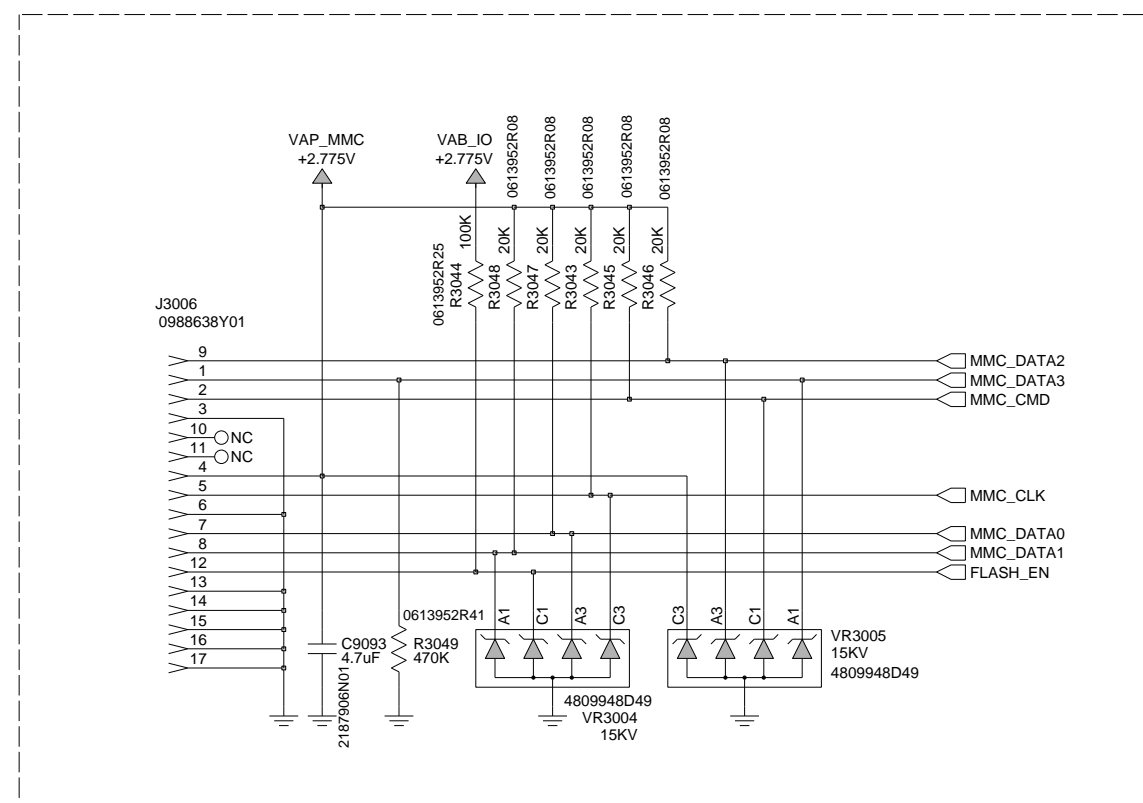 VAP_MMC
+2.775V
VAB_IO
+2.775V
0613952R08
0613952R08
0613952R08
0613952R08
0613952R08
100K
20K
20K
20K
20K
20K
0613952R25
R3044
R3048
R3047
R3043
R3045
R3046
J3006
0988638Y01
9
MMC_DATA2
1
MMC_DATA3
2
MMC_CMD
3
10
NC
11
NC
4
5
MMC_CLK
6
7
MMC_DATA0
8
MMC_DATA1
12
FLASH_EN
13
14
15
16
17
0613952R41
C9093
4.7uF
2187906N01
R3049
470K
A1
C1
A3
C3
C3
A3
C1
A1
VR3005
15KV
4809948D49
4809948D49
VR3004
15KV